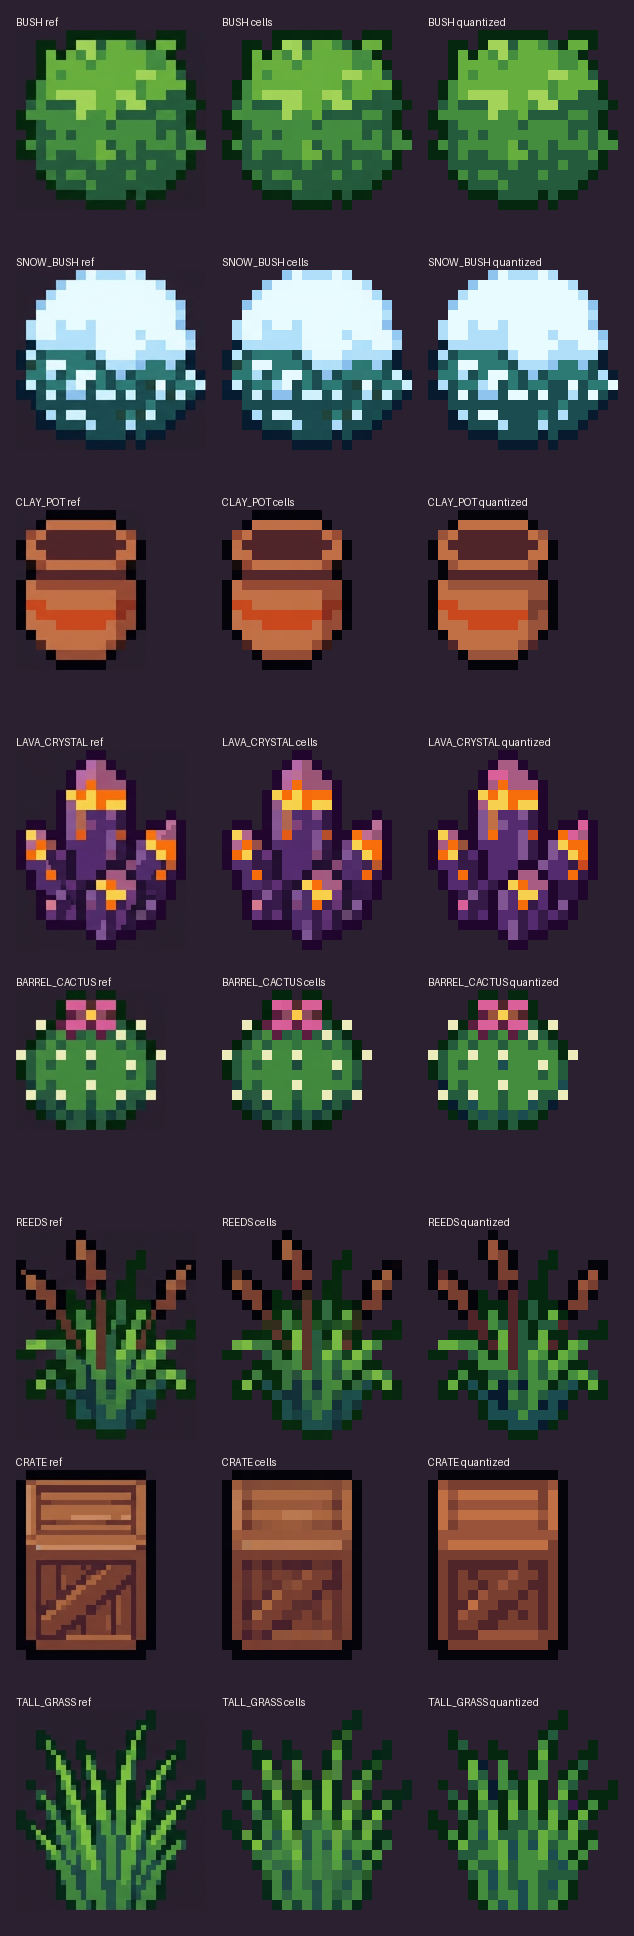 BUSH ref BUSH cells BUSH quantized
SNOW_BUSH ref SNOW_BUSH cells SNOW_BUSH quantized
CLAY_POT ref CLAY_POT cells CLAY_POT quantized
LAVA_CRYSTAL ref LAVA_CRYSTAL cells LAVA_CRYSTAL quantized
BARREL_CACTUS ref BARREL_CACTUS cells BARREL_CACTUS quantized
REEDS ref REEDS cells REEDS quantized
CRATE ref CRATE cells CRATE quantized
TALL_GRASS ref TALL_GRASS cells TALL_GRASS quantized